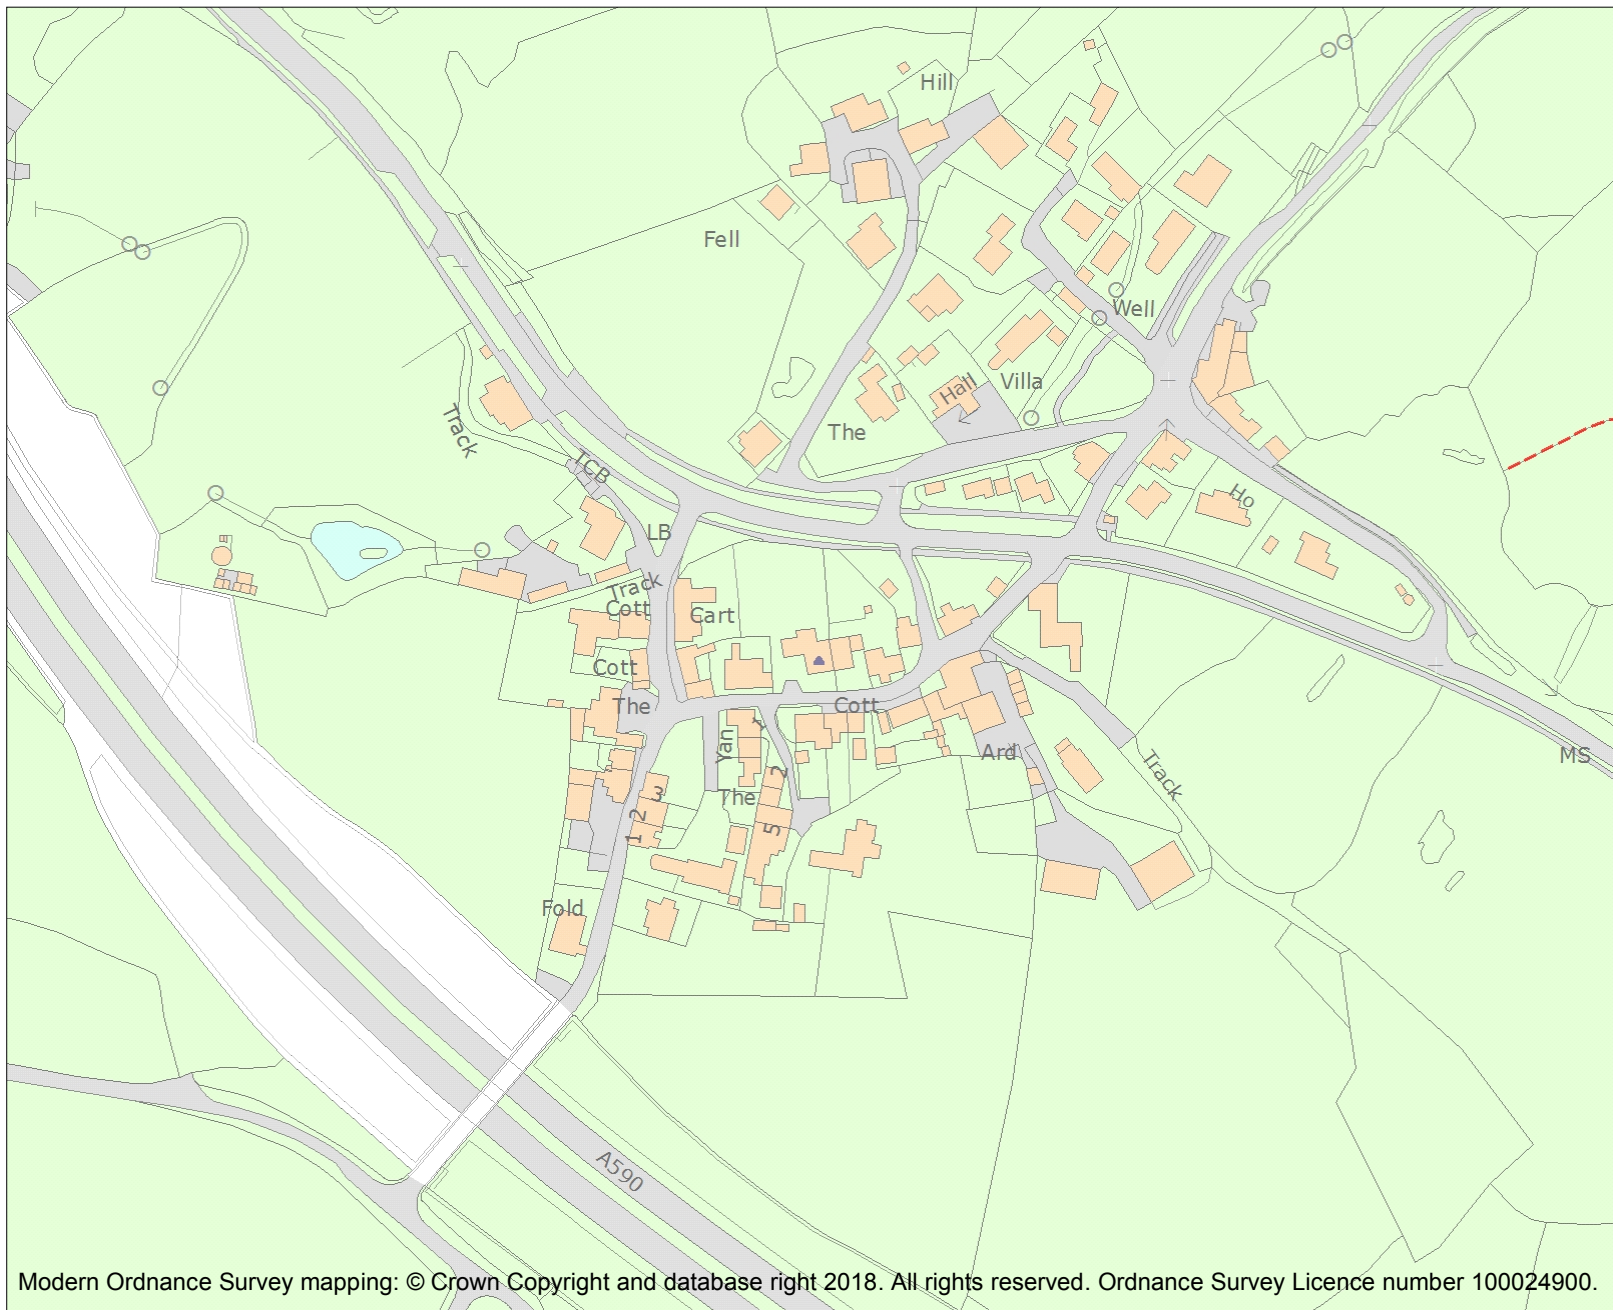 Hill
Fell
Well
Hall
Villa
Track
The
TCB
Ho
LB
Track
Cott
Cart
Cott
The
Cott
1
Yan
Ard
MS
2
Track
3
The
2
5
1
Fold
A590
Modern Ordnance Survey mapping: © Crown Copyright and database right 2018. All rights reserved. Ordnance Survey Licence number 100024900.